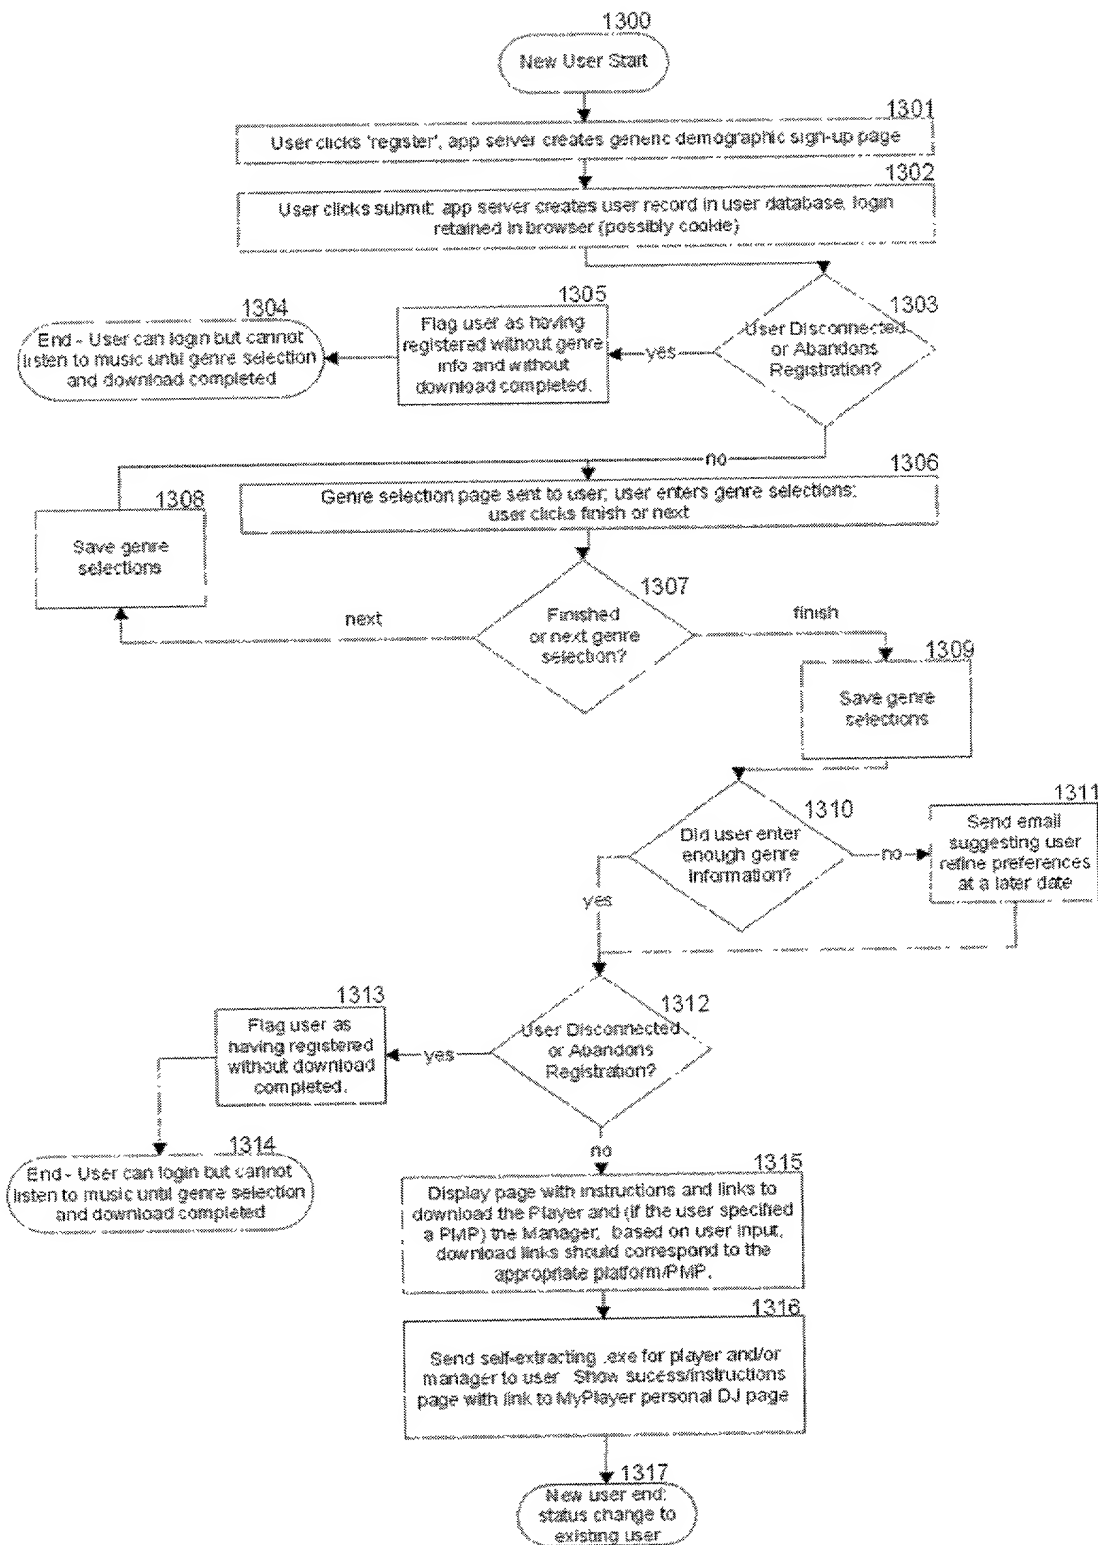 1300
New User Start
1301
User clicks 'register', app server creates generic demographic sign-up page
1302
User clicks submit: app server creates user record in user database, login
retained in browser (possibly cookie)
1303
User Disconnected
or Abandons
Registration?
yes
1305
Flag user as having
registered without genre
info and without
download completed.
1304
End - User can login but cannot
listen to music until genre selection
and download completed
no
1306
Genre selection page sent to user; user enters genre selections;
user clicks finish or next
1308
Save genre
selections
1307
Finished
or next genre
selection?
next
finish
1309
Save genre
selections
1310
Did user enter
enough genre
information?
no
1311
Send email
suggesting user
refine preferences
at a later date
yes
1312
User Disconnected
or Abandons
Registration?
yes
1313
Flag user as
having registered
without download
completed.
1314
End - User can login but cannot
listen to music until genre selection
and download completed
no
1315
Display page with instructions and links to
download the Player and (if the user specified
a PMP) the Manager; based on user input,
download links should correspond to the
appropriate platform/PMP.
1316
Send self-extracting .exe for player and/or
manager to user Show sucess/instructions
page with link to MyPlayer personal DJ page
1317
New user end:
status change to
existing user